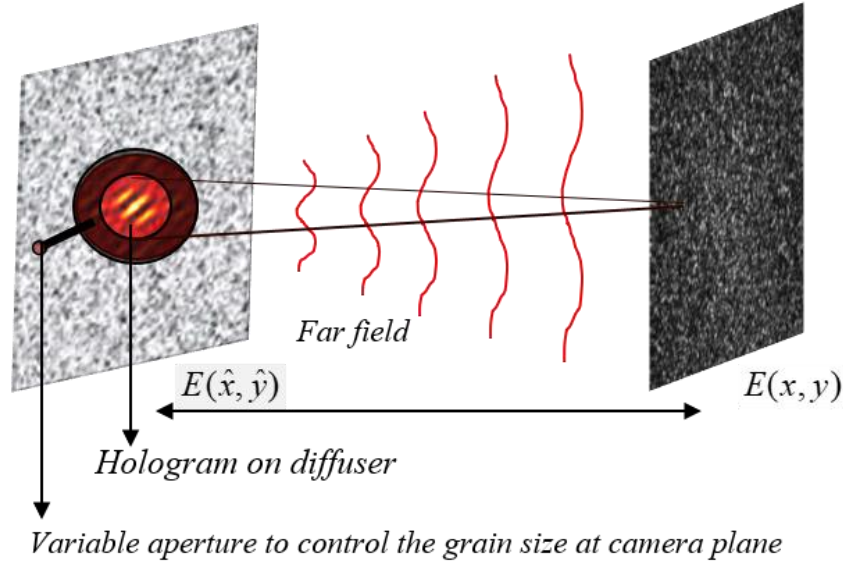 Far field
E(x̂, ŷ)
E(x, y)
Hologram on diffuser
Variable aperture to control the grain size at camera plane